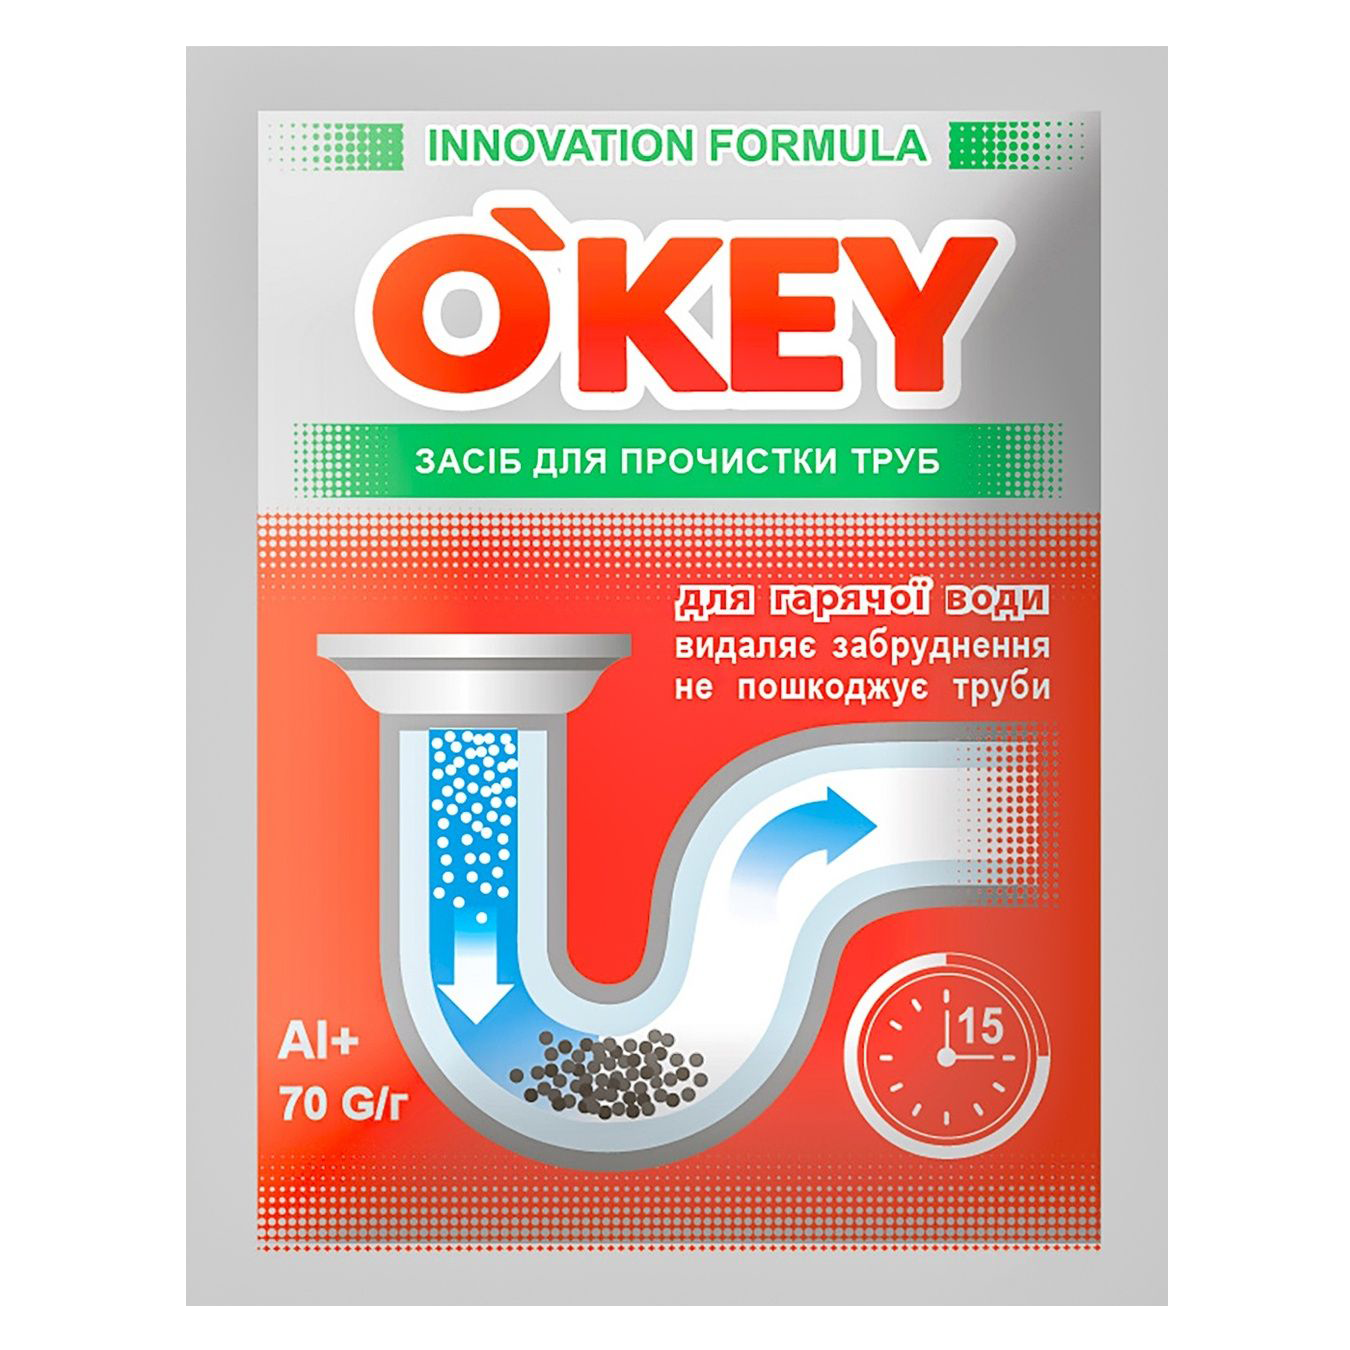 INNOVATION FORMULA
O`KEY
ЗАСІБ ДЛЯ ПРОЧИСТКИ ТРУБ
для гарячої води
видаляє забруднення
не пошкоджує труби
15
Al+
70 G/г